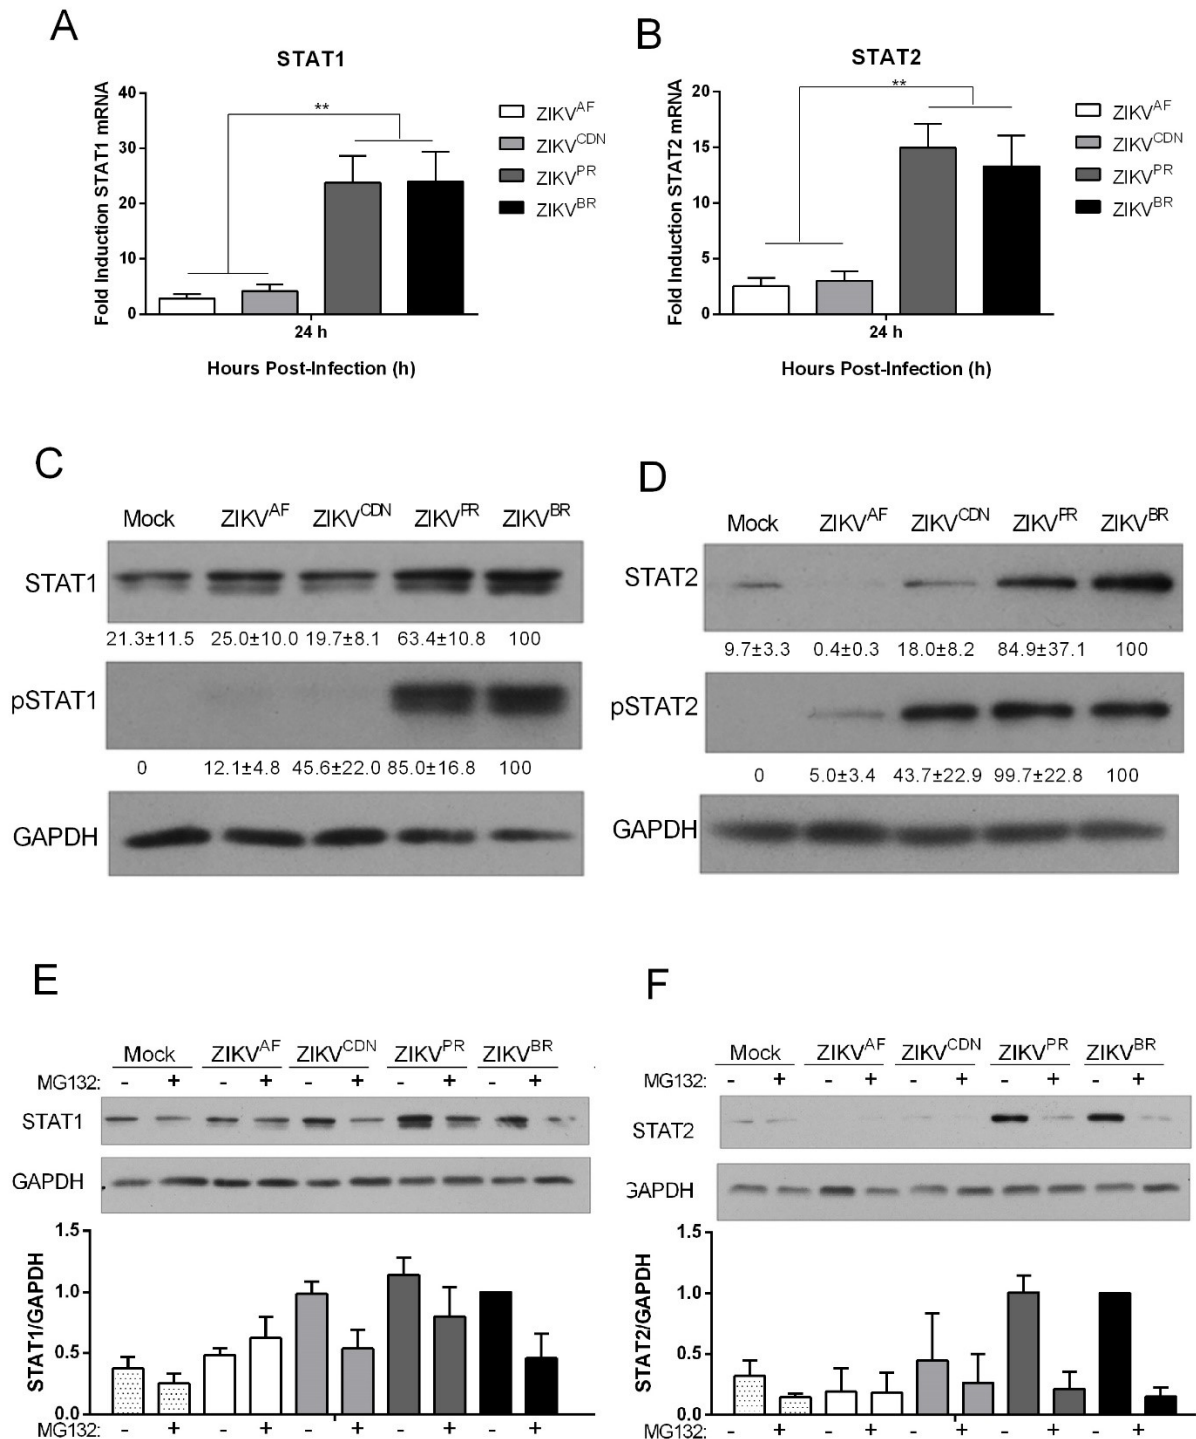 A
STAT1
Fold Induction STAT1 mRNA
40
30
20
10
0
**
24 h
Hours Post-Infection (h)
ZIKV^AF
ZIKV^CDN
ZIKV^PR
ZIKV^BR
B
STAT2
Fold Induction STAT2 mRNA
20
15
10
5
0
**
24 h
Hours Post-Infection (h)
ZIKV^AF
ZIKV^CDN
ZIKV^PR
ZIKV^BR
C
Mock ZIKV^AF ZIKV^CDN ZIKV^PR ZIKV^BR
STAT1
21.3±11.5 25.0±10.0 19.7±8.1 63.4±10.8 100
pSTAT1
0 12.1±4.8 45.6±22.0 85.0±16.8 100
GAPDH
D
Mock ZIKV^AF ZIKV^CDN ZIKV^PR ZIKV^BR
STAT2
9.7±3.3 0.4±0.3 18.0±8.2 84.9±37.1 100
pSTAT2
0 5.0±3.4 43.7±22.9 99.7±22.8 100
GAPDH
E
Mock ZIKV^AF ZIKV^CDN ZIKV^PR ZIKV^BR
MG132: - + - + - + - + - +
STAT1
GAPDH
STAT1/GAPDH
1.5
1.0
0.5
0.0
MG132: - + - + - + - + - +
F
Mock ZIKV^AF ZIKV^CDN ZIKV^PR ZIKV^BR
MG132: - + - + - + - + - +
STAT2
GAPDH
STAT2/GAPDH
1.5
1.0
0.5
0.0
MG132: - + - + - + - + - +